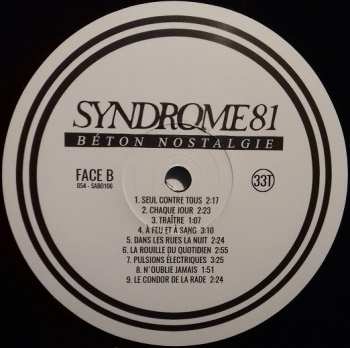 SYNDROME81
BÉTON NOSTALGIE
FACE B
054 - SAB0106
33T
1. SEUL CONTRE TOUS 2:17
2. CHAQUE JOUR 2:23
3. TRAÎTRE 1:07
4. À FEU ET À SANG 3:10
5. DANS LES RUES LA NUIT 2:24
6. LA ROUILLE DU QUOTIDIEN 2:55
7. PULSIONS ÉLECTRIQUES 3:25
8. N'OUBLIE JAMAIS 1:51
9. LE CONDOR DE LA RADE 2:24